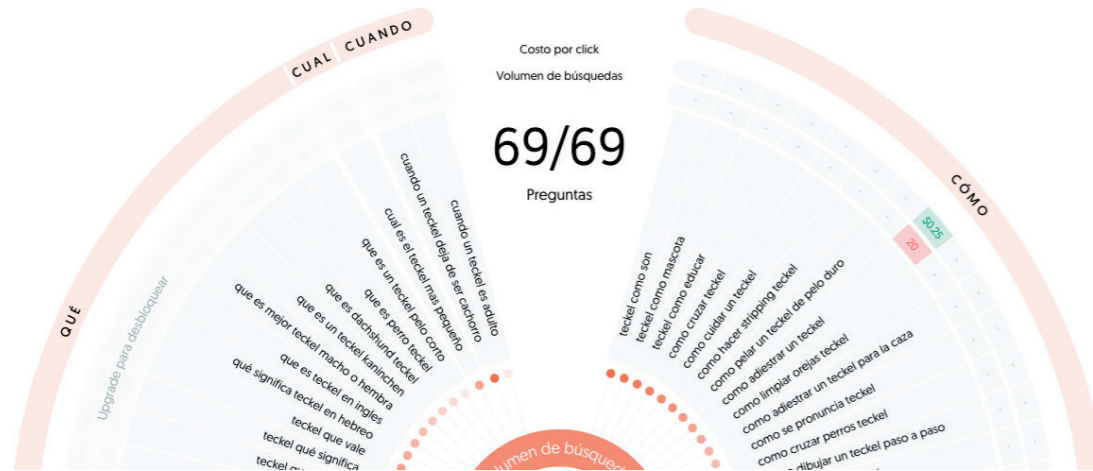 Costo por click
Volumen de búsquedas
69/69
Preguntas
QUÉ
CUAL
CUANDO
CÓMO
Upgrade para desbloquear
teckel qué significa
teckel que vale
qué significa teckel en hebreo
que es teckel en ingles
que es mejor teckel macho o hembra
que es un teckel kaninchen
que es dachshund teckel
que es perro teckel
que es un teckel pelo corto
cual es el teckel mas pequeño
cuando un teckel deja de ser cachorro
cuando un teckel es adulto
teckel como son
teckel como mascota
teckel como educar
como cruzar teckel
como cuidar un teckel
como hacer stripping teckel
como pelar un teckel de pelo duro
como adiestrar un teckel
como limpiar orejas teckel
como adiestrar un teckel para la caza
como se pronuncia teckel
como cruzar perros teckel
dibujar un teckel paso a paso
20
$0.25
de búsqued